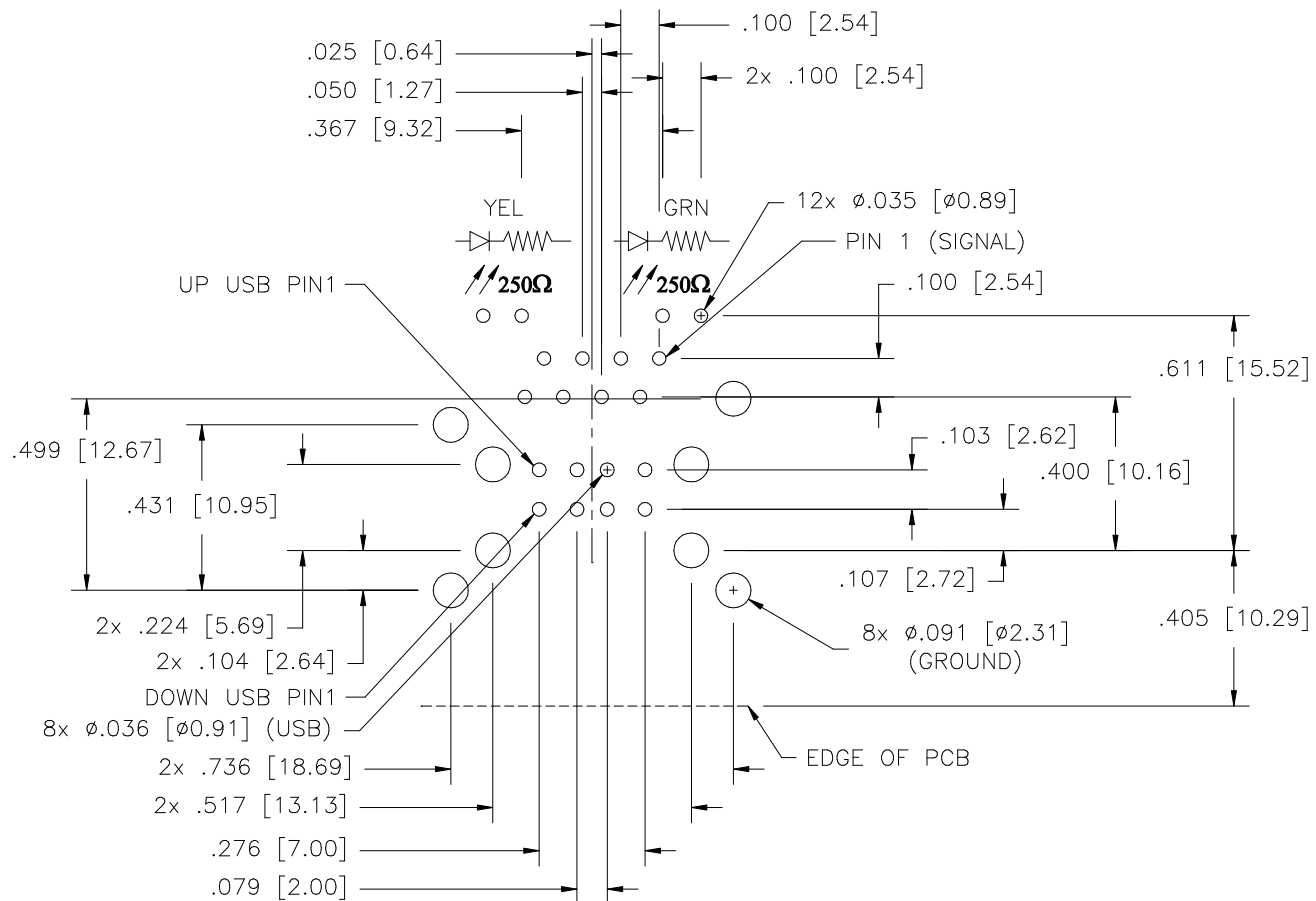 .100 [2.54]
.025 [0.64]
2x .100 [2.54]
.050 [1.27]
.367 [9.32]
12x ø.035 [ø0.89]
YEL
GRN
PIN 1 (SIGNAL)
UP USB PIN1
250Ω
250Ω
.100 [2.54]
.611 [15.52]
.103 [2.62]
.499 [12.67]
.400 [10.16]
.431 [10.95]
.107 [2.72]
2x .224 [5.69]
8x ø.091 [ø2.31]
(GROUND)
.405 [10.29]
2x .104 [2.64]
DOWN USB PIN1
8x ø.036 [ø0.91] (USB)
EDGE OF PCB
2x .736 [18.69]
2x .517 [13.13]
.276 [7.00]
.079 [2.00]